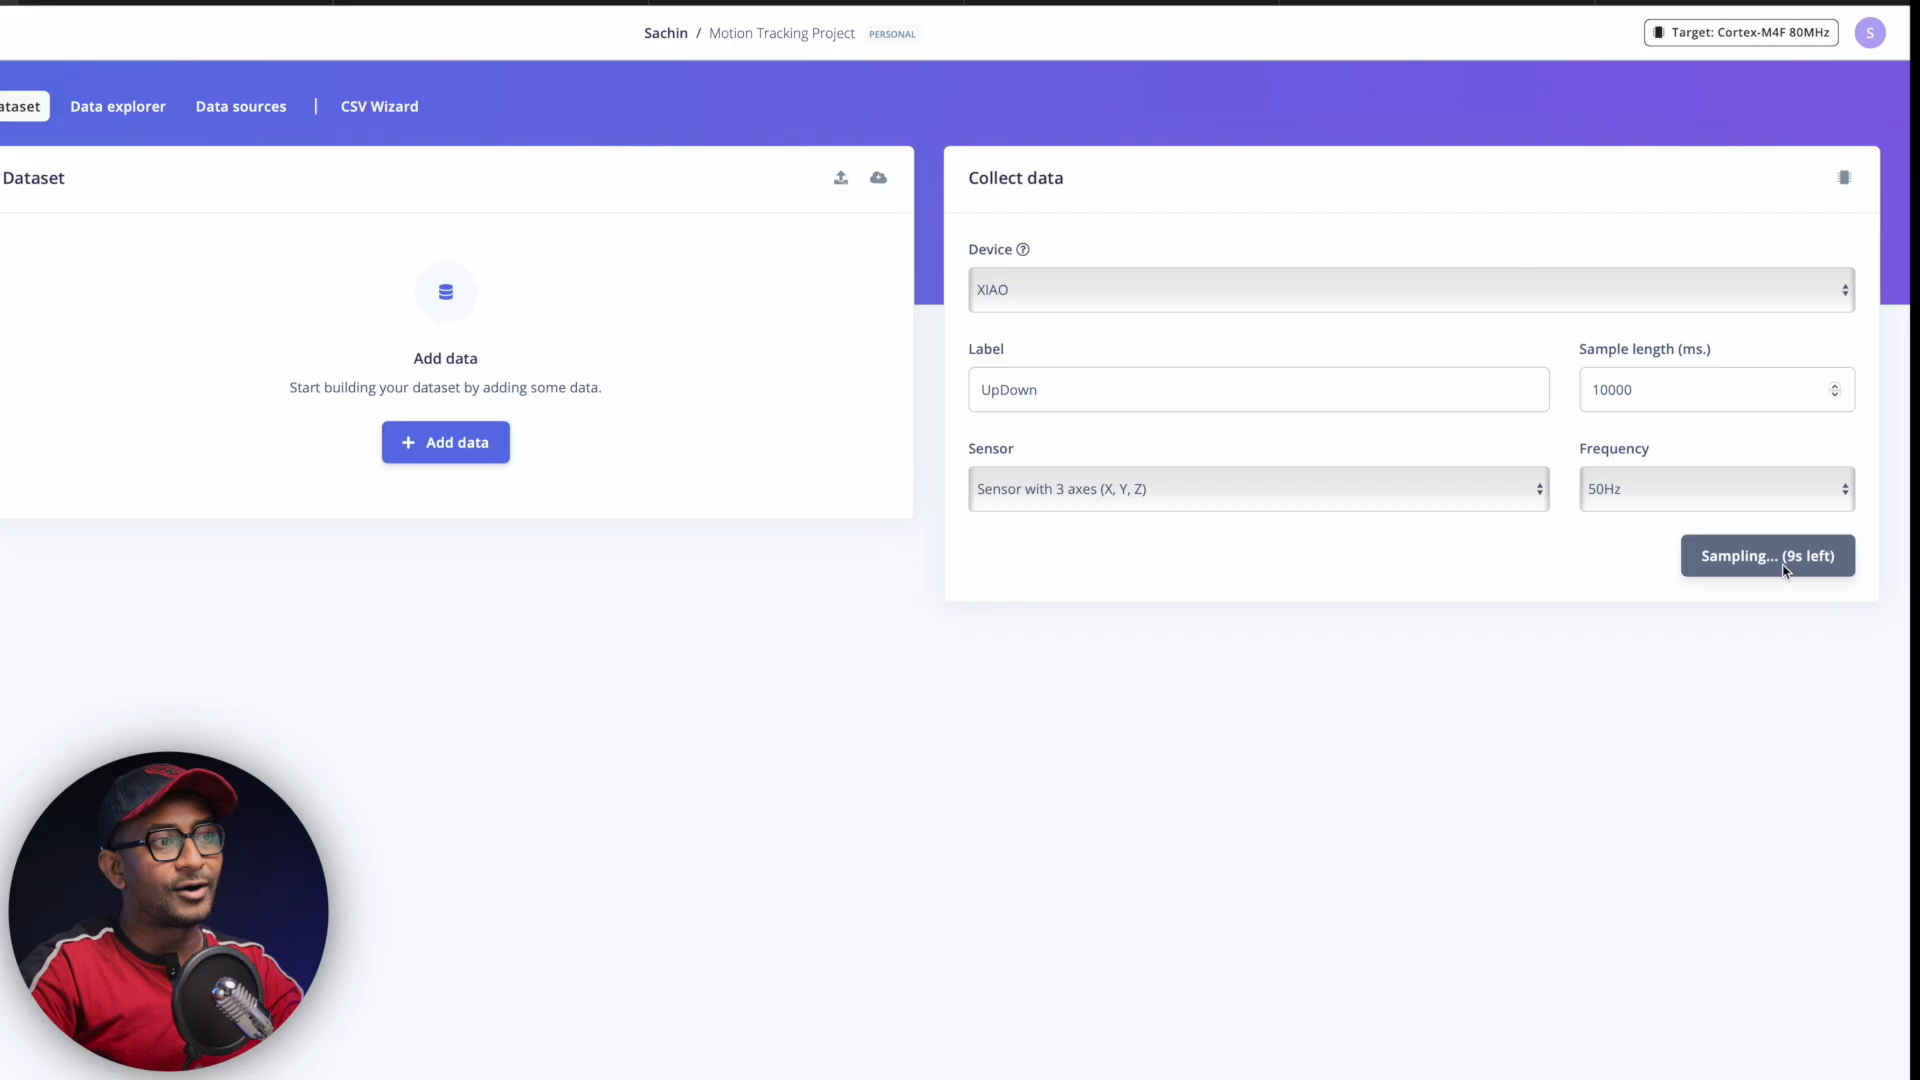 Sachin / Motion Tracking Project PERSONAL
Target: Cortex-M4F 80MHz
S
ataset
Data explorer
Data sources
|
CSV Wizard
Dataset
Add data
Start building your dataset by adding some data.
+ Add data
Collect data
Device ?
XIAO
Label
Sample length (ms.)
UpDown
10000
Sensor
Frequency
Sensor with 3 axes (X, Y, Z)
50Hz
Sampling... (9s left)